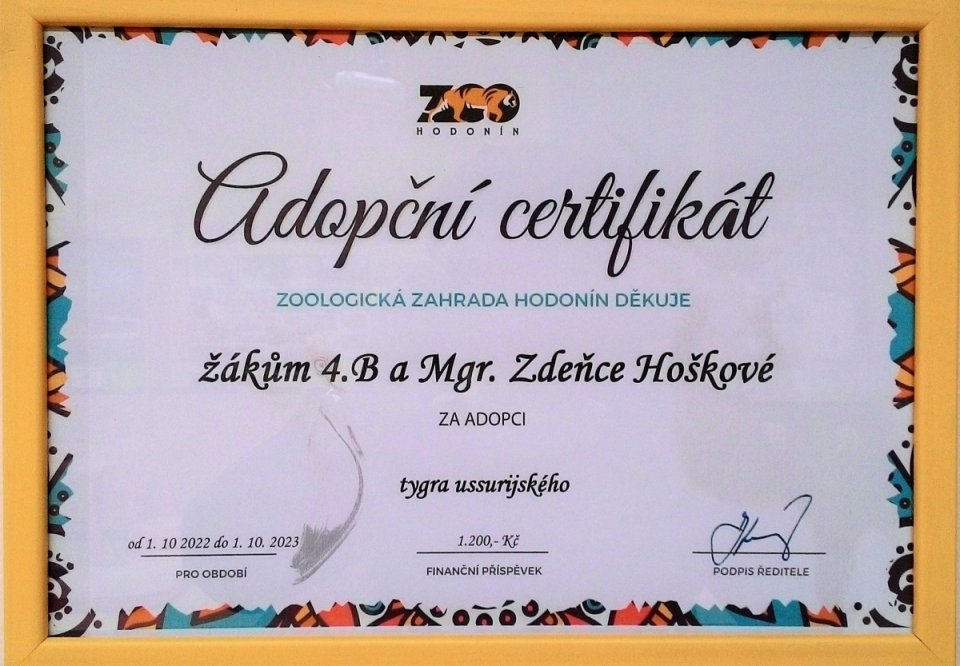 ZOO
HODONÍN
Adopční certifikát
ZOOLOGICKÁ ZAHRADA HODONÍN DĚKUJE
žákům 4.B a Mgr. Zdeňce Hoškové
ZA ADOPCI
tygra ussurijského
od 1. 10 2022 do 1. 10. 2023
PRO OBDOBÍ
1.200,- Kč
FINANČNÍ PŘÍSPĚVEK
PODPIS ŘEDITELE